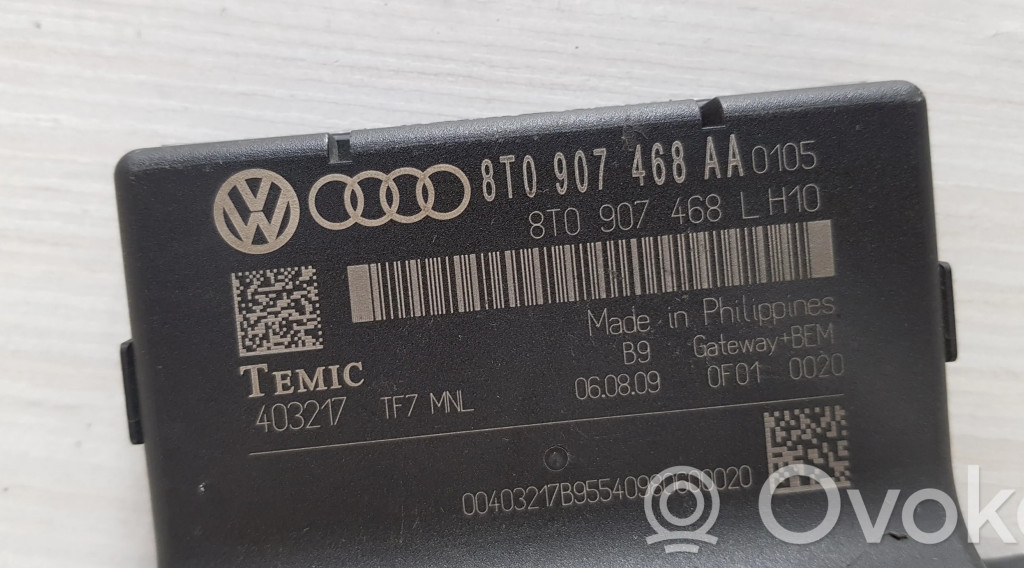 8T0 907 468 AA 0105
8T0 907 468 L H10
Made in Philippines
B9 Gateway+BEM
06.08.09 0F01 0020
TEMIC
403217 TF7 MNL
Ovoko